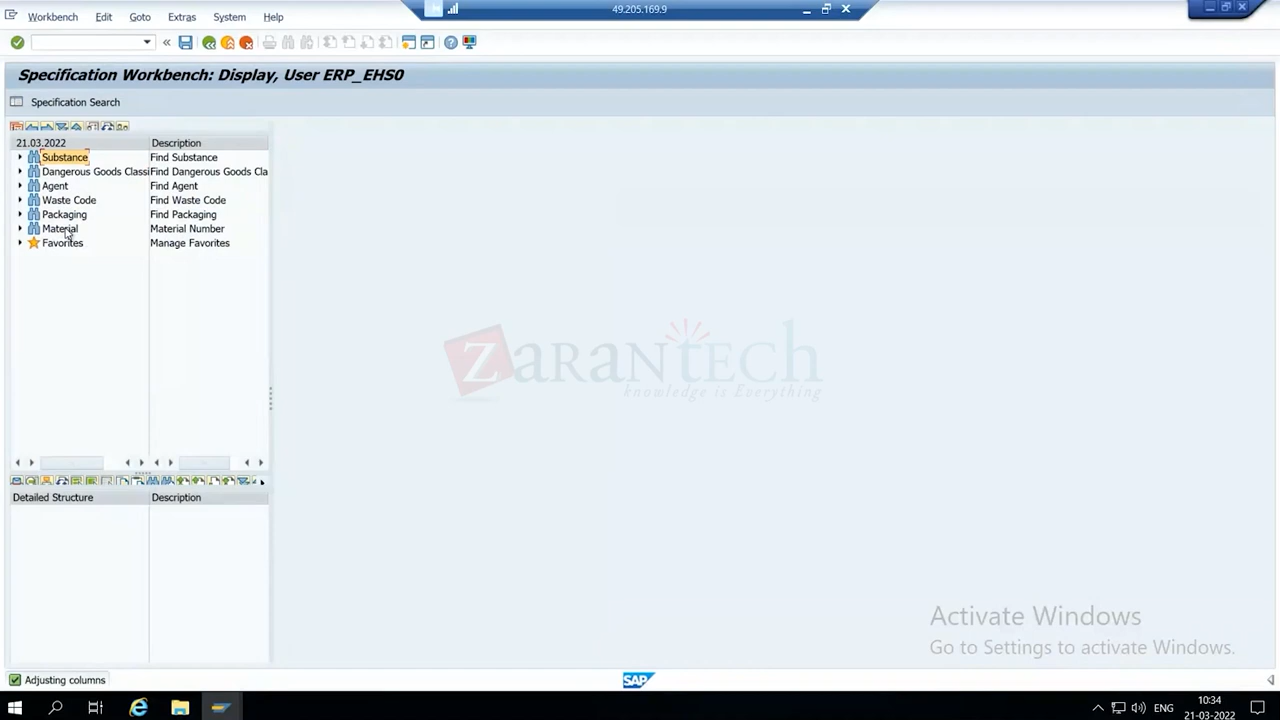 49.205.169.9
Workbench Edit Goto Extras System Help
Specification Workbench: Display, User ERP_EHS0
Specification Search
21.03.2022 Description
Substance Find Substance
Dangerous Goods Classi Find Dangerous Goods Cla
Agent Find Agent
Waste Code Find Waste Code
Packaging Find Packaging
Material Material Number
Favorites Manage Favorites
ZaranTech
knowledge is Everything
Detailed Structure Description
Activate Windows
Go to Settings to activate Windows.
Adjusting columns
SAP
ENG
10:34
21-03-2022